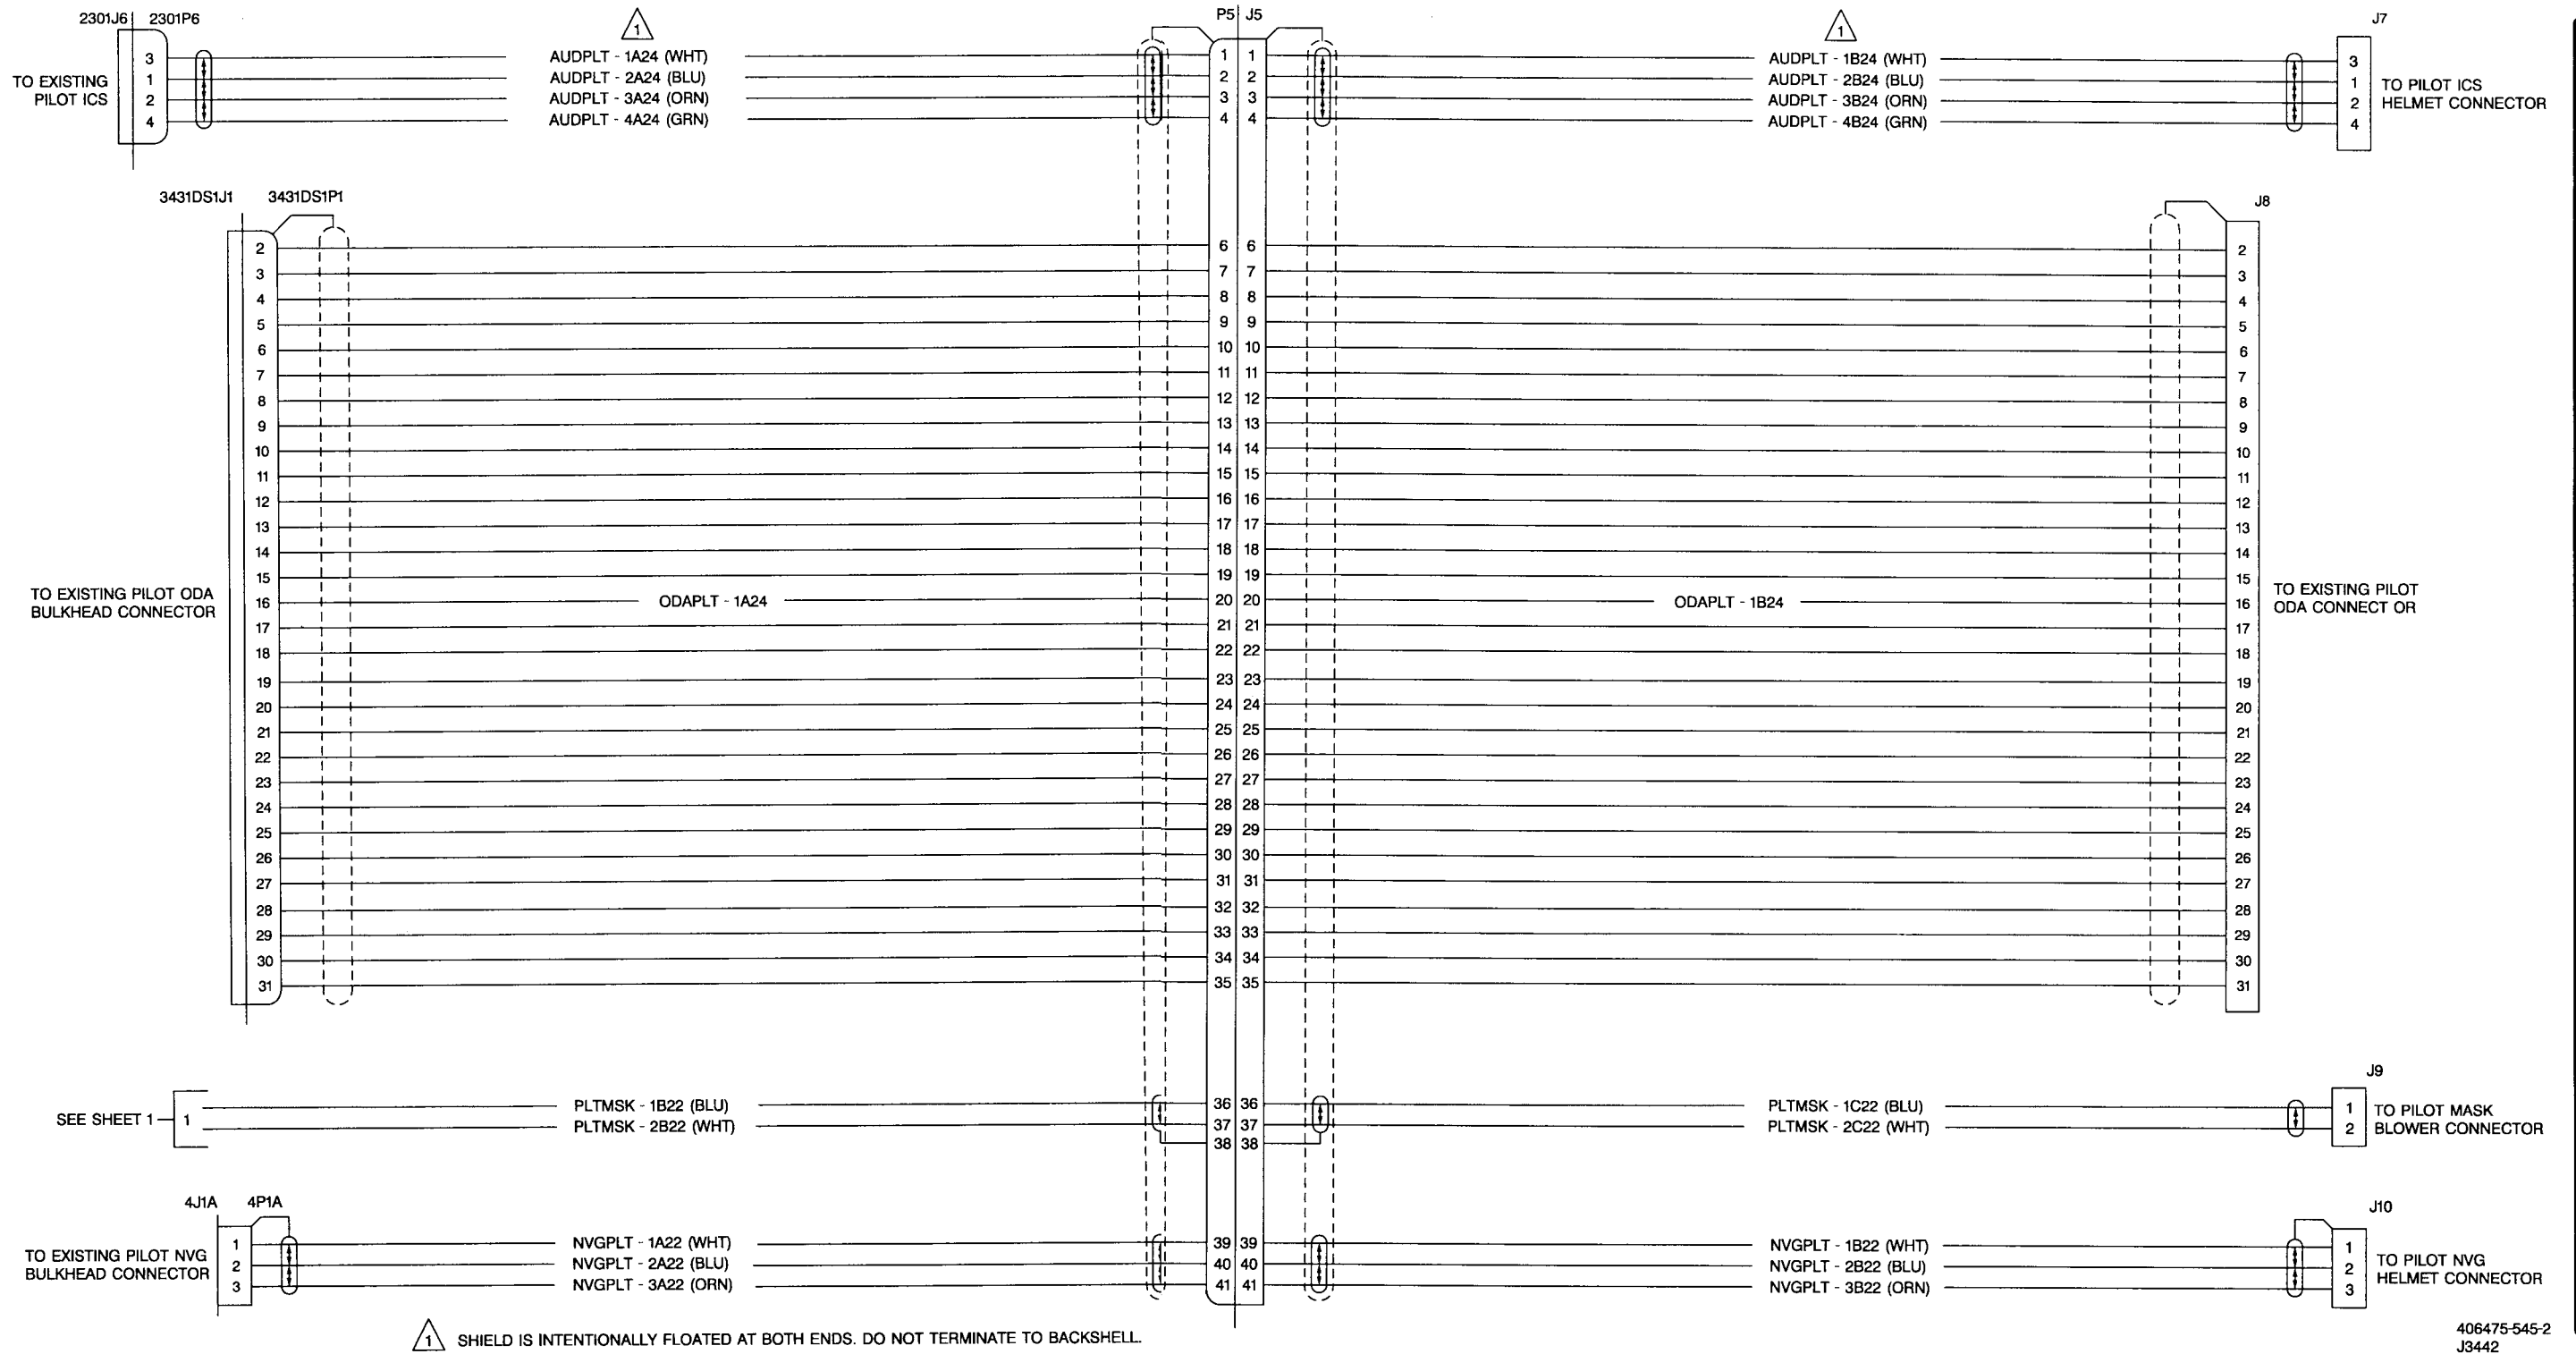 2301J6 2301P6
TO EXISTING
PILOT ICS
3
1
2
4
1
AUDPLT - 1A24 (WHT)
AUDPLT - 2A24 (BLU)
AUDPLT - 3A24 (ORN)
AUDPLT - 4A24 (GRN)
P5 J5
1 1
2 2
3 3
4 4
1
AUDPLT - 1B24 (WHT)
AUDPLT - 2B24 (BLU)
AUDPLT - 3B24 (ORN)
AUDPLT - 4B24 (GRN)
J7
3
1
2
4
TO PILOT ICS
HELMET CONNECTOR
3431DS1J1 3431DS1P1
J8
2 6 6 2
3 7 7 3
4 8 8 4
5 9 9 5
6 10 10 6
7 11 11 7
8 12 12 8
9 13 13 9
10 14 14 10
11 15 15 11
12 16 16 12
13 17 17 13
14 18 18 14
15 19 19 15
TO EXISTING PILOT ODA
BULKHEAD CONNECTOR
16 ODAPLT - 1A24 20 20 ODAPLT - 1B24 16
TO EXISTING PILOT
ODA CONNECT OR
17 21 21 17
18 22 22 18
19 23 23 19
20 24 24 20
21 25 25 21
22 26 26 22
23 27 27 23
24 28 28 24
25 29 29 25
26 30 30 26
27 31 31 27
28 32 32 28
29 33 33 29
30 34 34 30
31 35 35 31
SEE SHEET 1
1
PLTMSK - 1B22 (BLU)
PLTMSK - 2B22 (WHT)
36 36
37 37
38 38
PLTMSK - 1C22 (BLU)
PLTMSK - 2C22 (WHT)
J9
1
2
TO PILOT MASK
BLOWER CONNECTOR
4J1A 4P1A
TO EXISTING PILOT NVG
BULKHEAD CONNECTOR
1
2
3
NVGPLT - 1A22 (WHT)
NVGPLT - 2A22 (BLU)
NVGPLT - 3A22 (ORN)
39 39
40 40
41 41
NVGPLT - 1B22 (WHT)
NVGPLT - 2B22 (BLU)
NVGPLT - 3B22 (ORN)
J10
1
2
3
TO PILOT NVG
HELMET CONNECTOR
1 SHIELD IS INTENTIONALLY FLOATED AT BOTH ENDS. DO NOT TERMINATE TO BACKSHELL.
406475-545-2
J3442